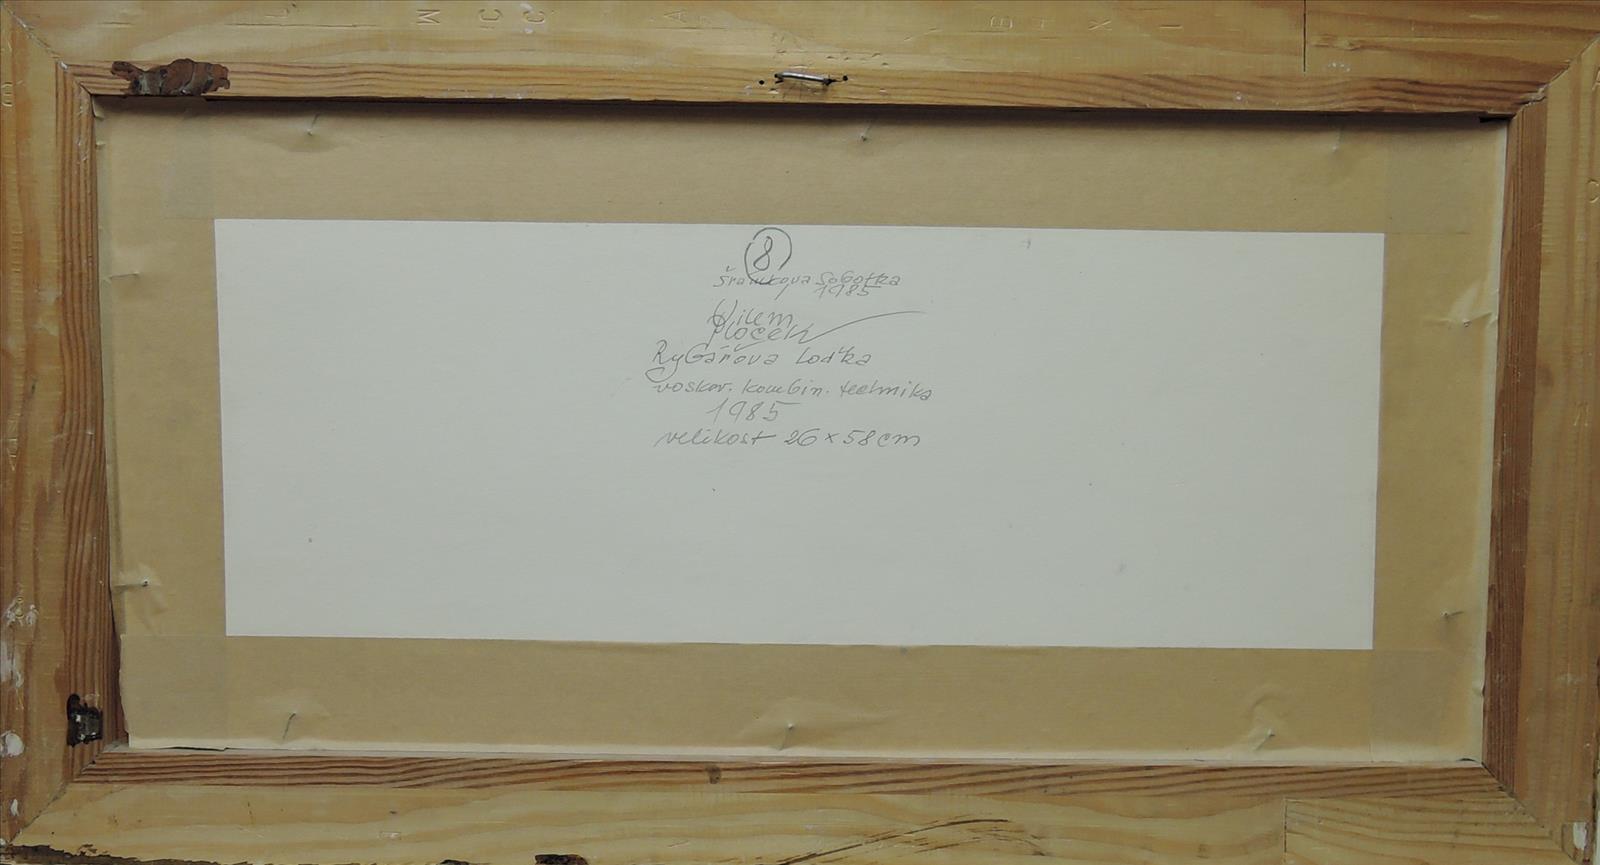 8
Šrámkova Sobotka
1985
Vilem
Plocek
Rybářova loďka
voskov. kombin. technika
1985
velikost 26 x 58 cm